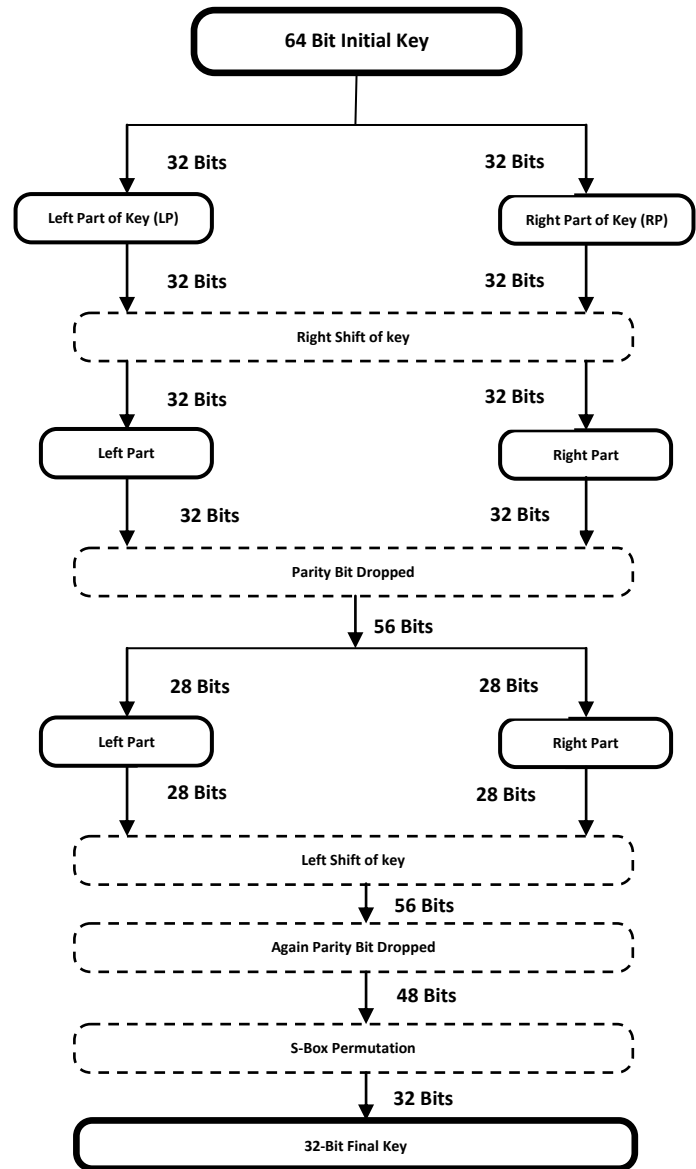 64 Bit Initial Key
32 Bits
32 Bits
Left Part of Key (LP)
Right Part of Key (RP)
32 Bits
32 Bits
Right Shift of key
32 Bits
32 Bits
Left Part
Right Part
32 Bits
32 Bits
Parity Bit Dropped
56 Bits
28 Bits
28 Bits
Left Part
Right Part
28 Bits
28 Bits
Left Shift of key
56 Bits
Again Parity Bit Dropped
48 Bits
S-Box Permutation
32 Bits
32-Bit Final Key